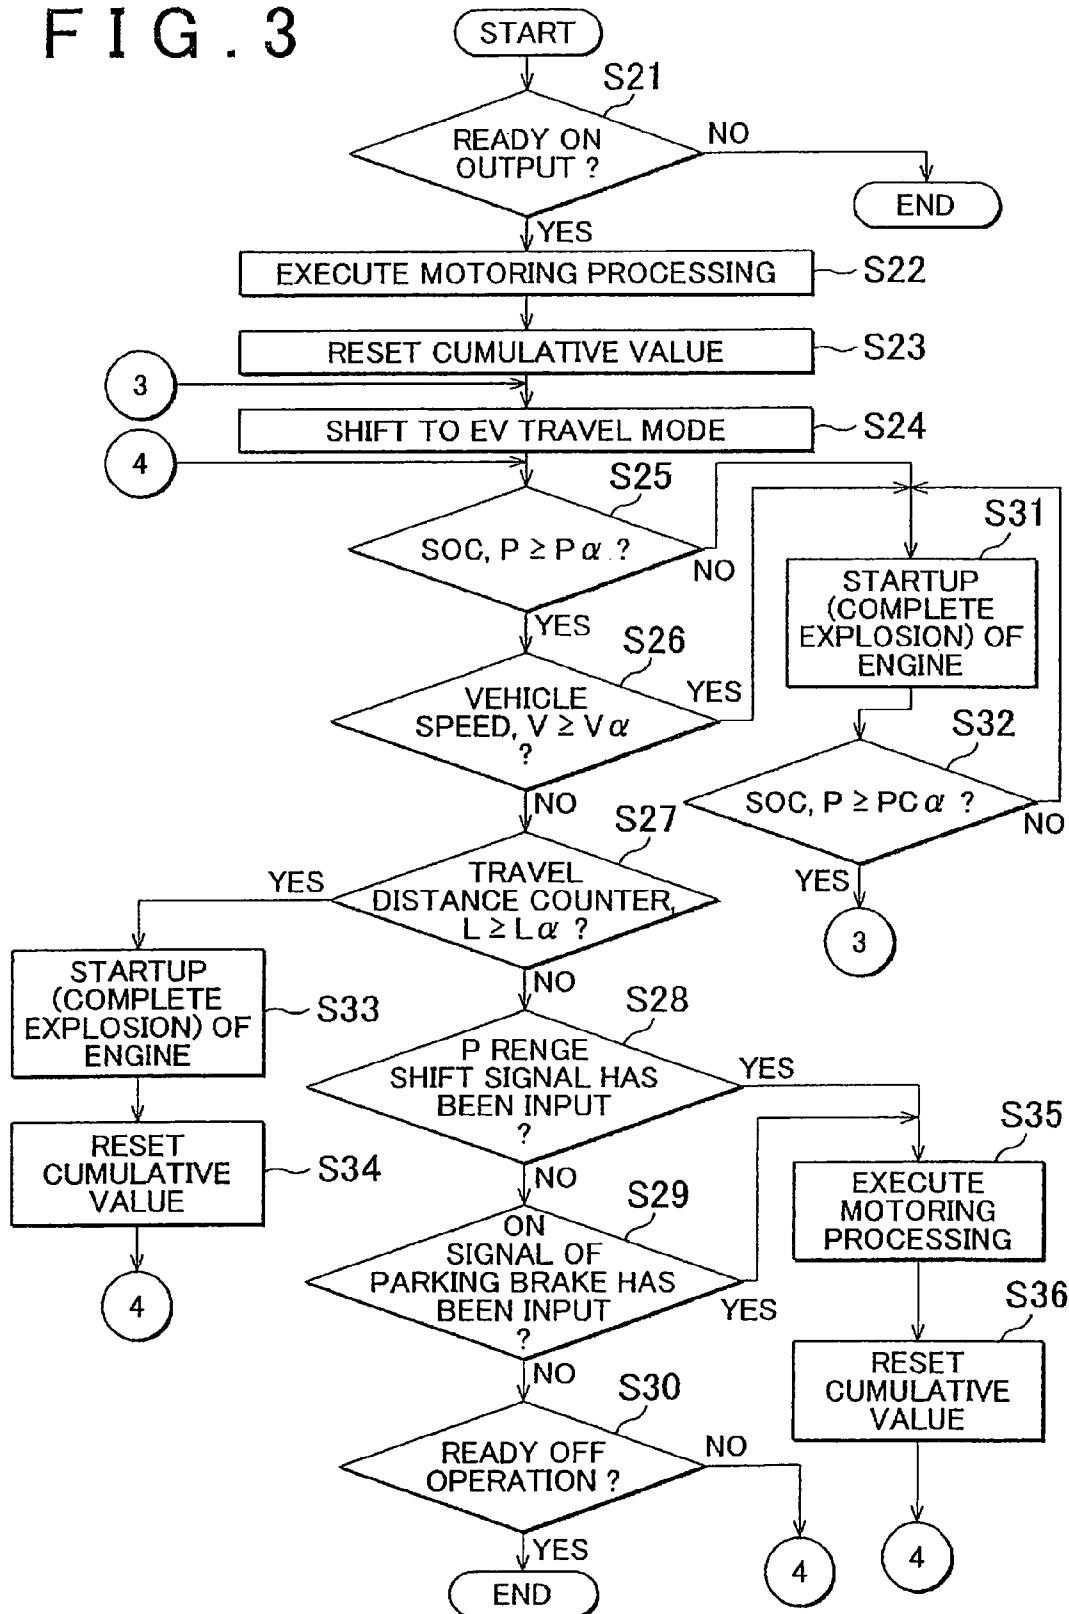 FIG.3
START
S21
READY ON
OUTPUT ?
NO
END
YES
EXECUTE MOTORING PROCESSING
S22
RESET CUMULATIVE VALUE
S23
3
SHIFT TO EV TRAVEL MODE
S24
4
S25
SOC, P ≥ Pα ?
NO
YES
S31
STARTUP
(COMPLETE
EXPLOSION) OF
ENGINE
S26
VEHICLE
SPEED, V ≥ Vα
?
YES
NO
S32
SOC, P ≥ PCα ?
NO
YES
3
S27
TRAVEL
DISTANCE COUNTER,
L ≥ Lα ?
YES
NO
STARTUP
(COMPLETE
EXPLOSION) OF
ENGINE
S33
RESET
CUMULATIVE
VALUE
S34
4
S28
P RENGE
SHIFT SIGNAL HAS
BEEN INPUT
?
YES
NO
S29
ON
SIGNAL OF
PARKING BRAKE HAS
BEEN INPUT
?
YES
NO
S35
EXECUTE
MOTORING
PROCESSING
S36
RESET
CUMULATIVE
VALUE
4
S30
READY OFF
OPERATION ?
NO
4
YES
END